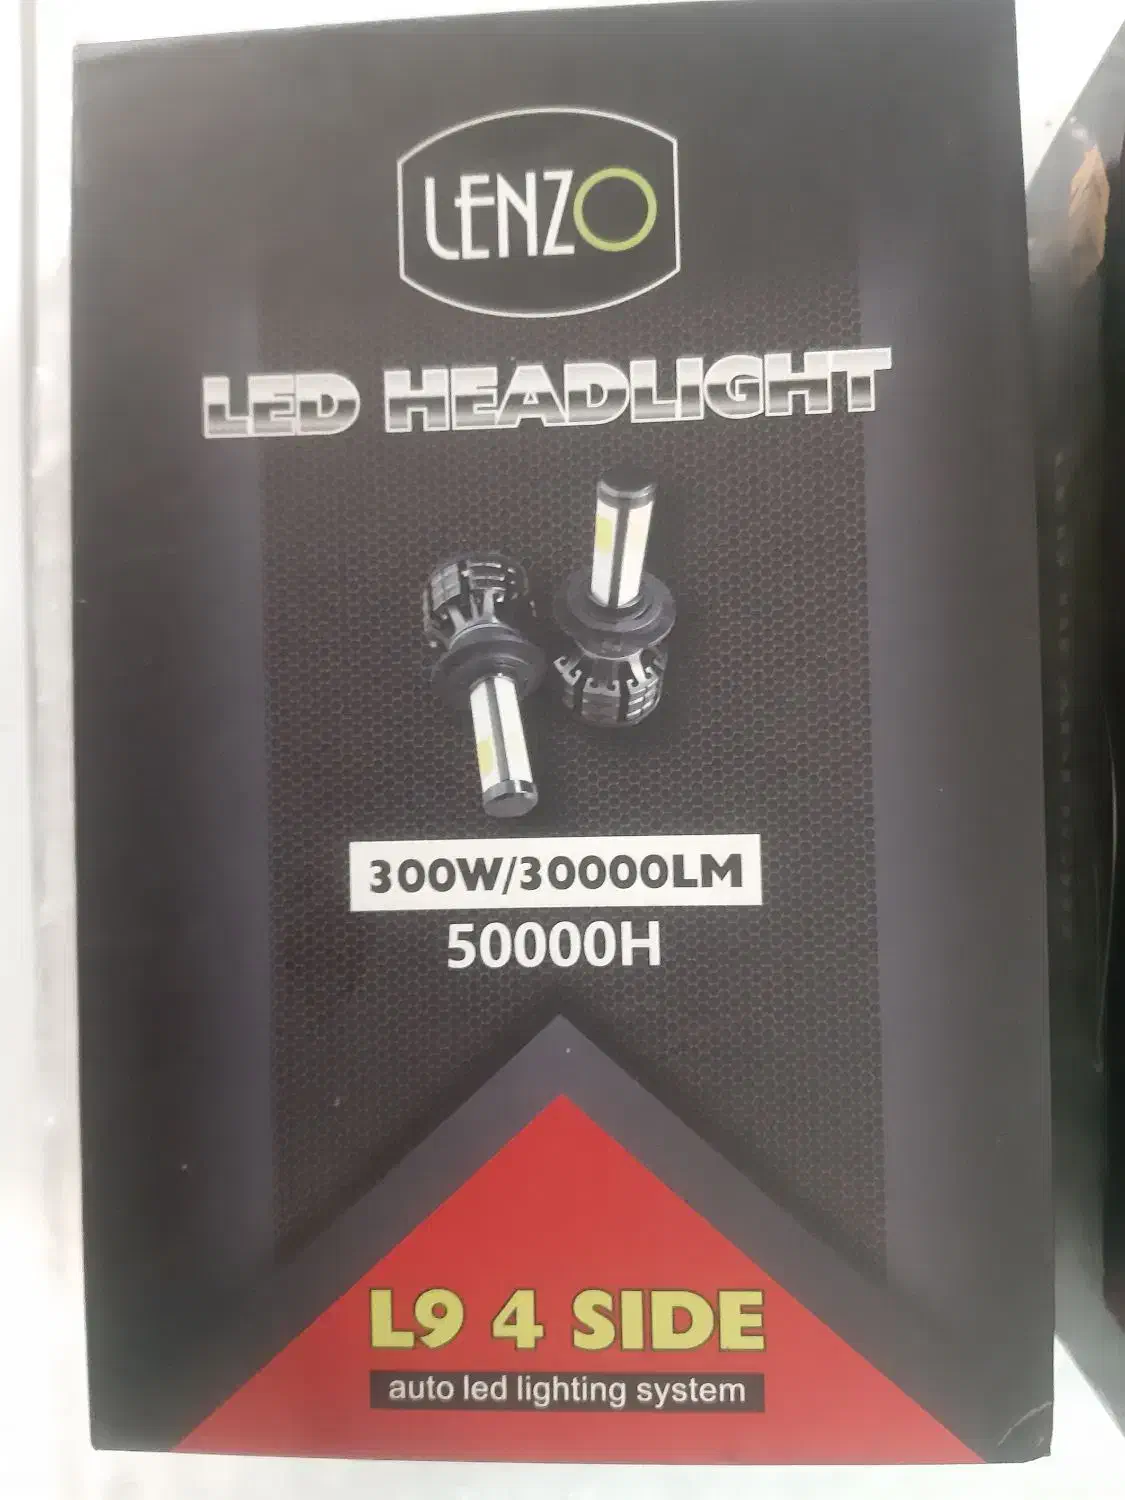 LENZO
LED HEADLIGHT
300W/30000LM
50000H
L9 4 SIDE
auto led lighting system